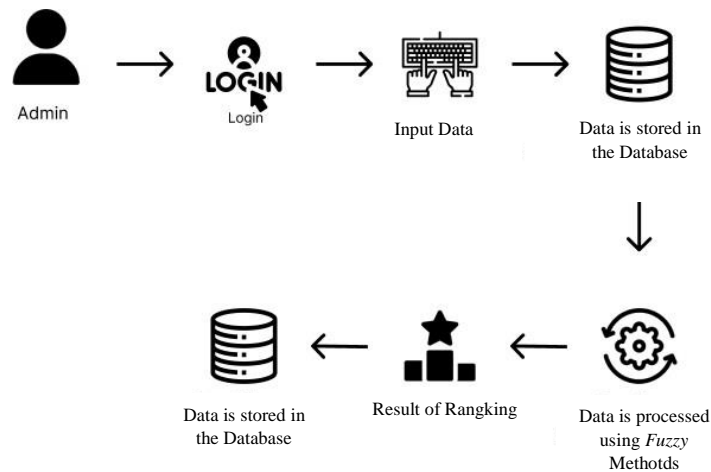 LOGIN
Admin
Login
Input Data
Data is stored in
the Database
Data is stored in
the Database
Result of Rangking
Data is processed
using Fuzzy
Methotds